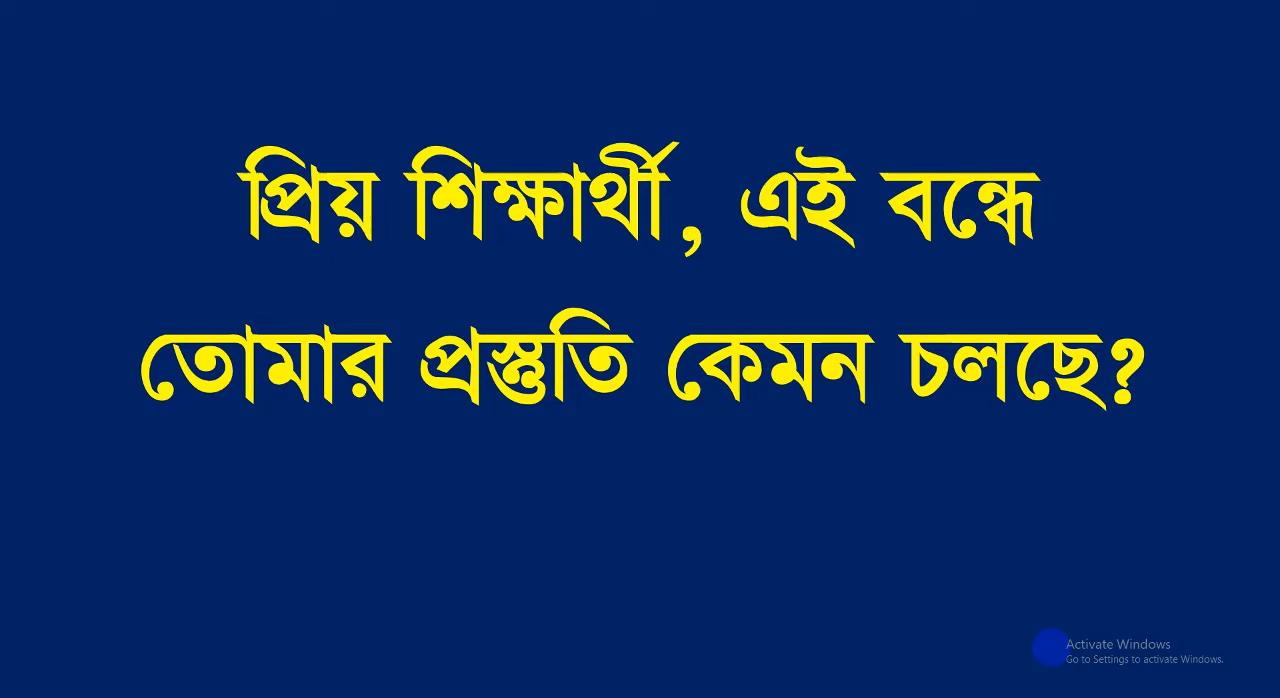 প্রিয় শিক্ষার্থী, এই বন্ধে
তোমার প্রস্তুতি কেমন চলছে?
Activate Windows
Go to Settings to activate Windows.